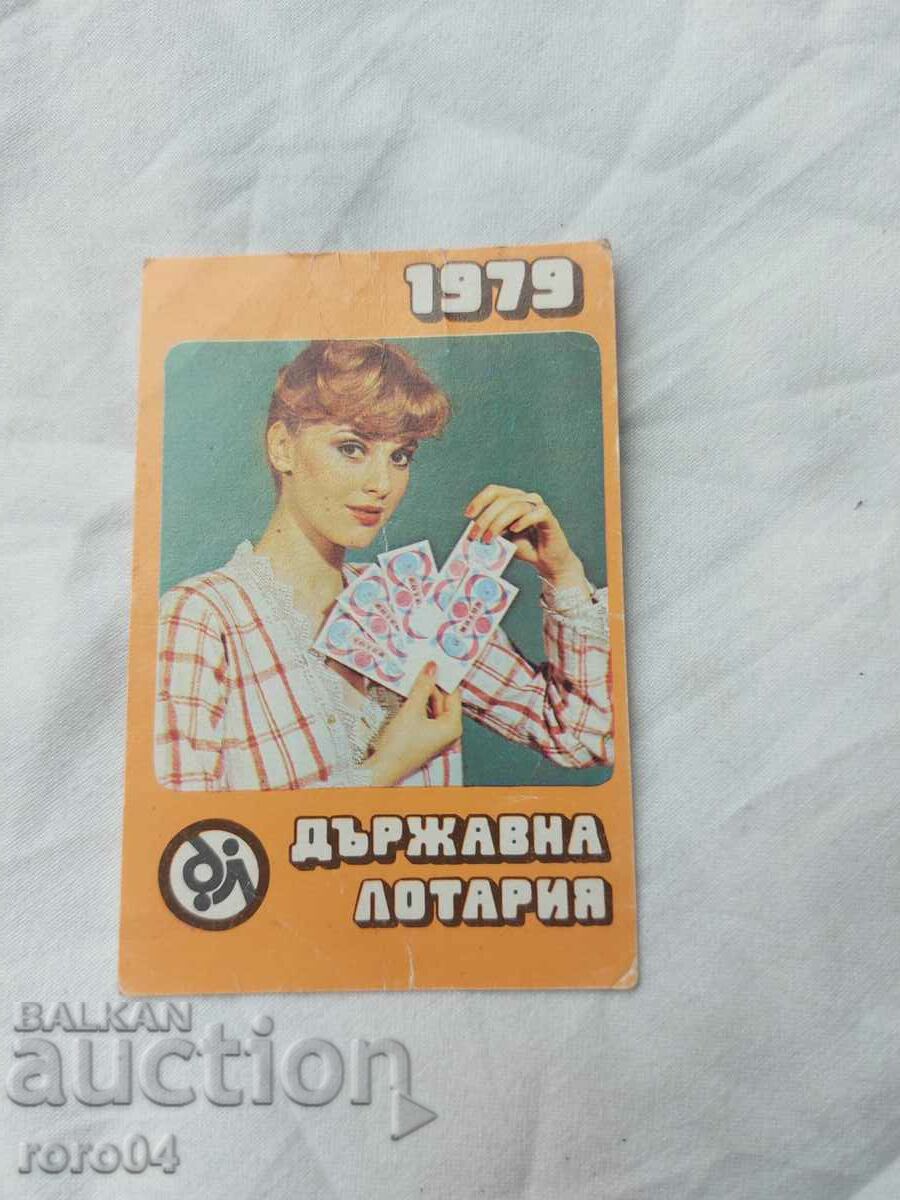 1979
ДЪРЖАВНА
ЛОТАРИЯ
BALKAN
auction
roro04